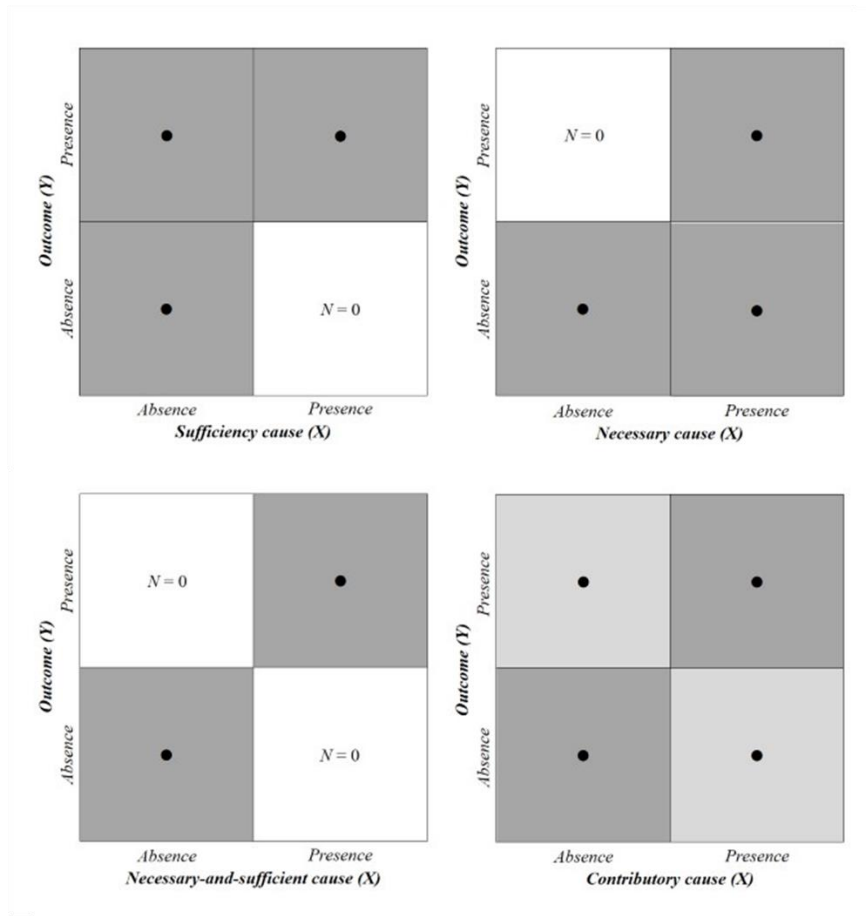 Outcome (Y)
Presence
Absence
N = 0
Absence
Presence
Sufficiency cause (X)
Outcome (Y)
Presence
N = 0
Absence
Absence
Presence
Necessary cause (X)
Outcome (Y)
Presence
N = 0
Absence
N = 0
Absence
Presence
Necessary-and-sufficient cause (X)
Outcome (Y)
Presence
Absence
Absence
Presence
Contributory cause (X)